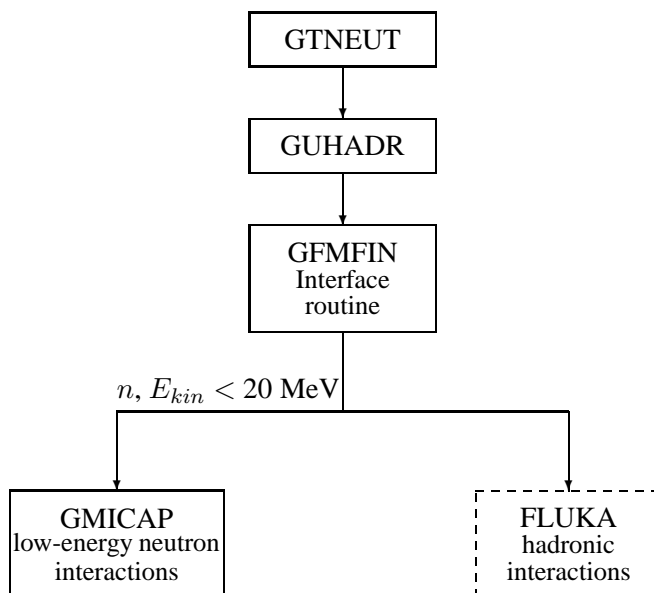 GTNEUT
GUHADR
GFMFIN
Interface
routine
n, E_kin < 20 MeV
GMICAP
low-energy neutron
interactions
FLUKA
hadronic
interactions